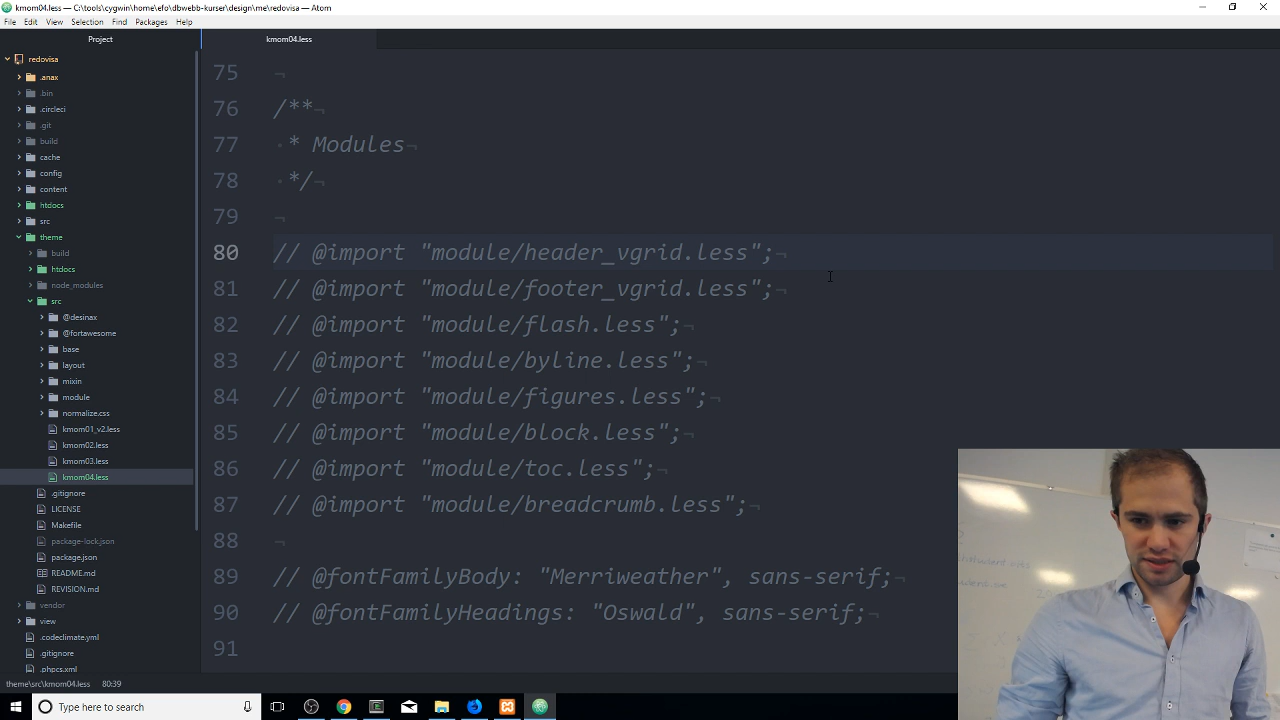 kmom04.less — C:\tools\cygwin\home\efo\dbwebb-kurser\design\me\redovisa — Atom
File Edit View Selection Find Packages Help
Project
kmom04.less
redovisa
.anax
.bin
.circleci
.git
build
cache
config
content
htdocs
src
theme
build
htdocs
node_modules
src
@desinax
@fortawesome
base
layout
mixin
module
normalize.css
kmom01_v2.less
kmom02.less
kmom03.less
kmom04.less
.gitignore
LICENSE
Makefile
package-lock.json
package.json
README.md
REVISION.md
vendor
view
.codeclimate.yml
.gitignore
.phpcs.xml
75 ¬
76 /**¬
77 ·* Modules¬
78 ·*/¬
79 ¬
80 // @import "module/header_vgrid.less";¬
81 // @import "module/footer_vgrid.less";¬
82 // @import "module/flash.less";¬
83 // @import "module/byline.less";¬
84 // @import "module/figures.less";¬
85 // @import "module/block.less";¬
86 // @import "module/toc.less";¬
87 // @import "module/breadcrumb.less";¬
88 ¬
89 // @fontFamilyBody: "Merriweather", sans-serif;¬
90 // @fontFamilyHeadings: "Oswald", sans-serif;¬
91
theme\src\kmom04.less 80:39
Type here to search